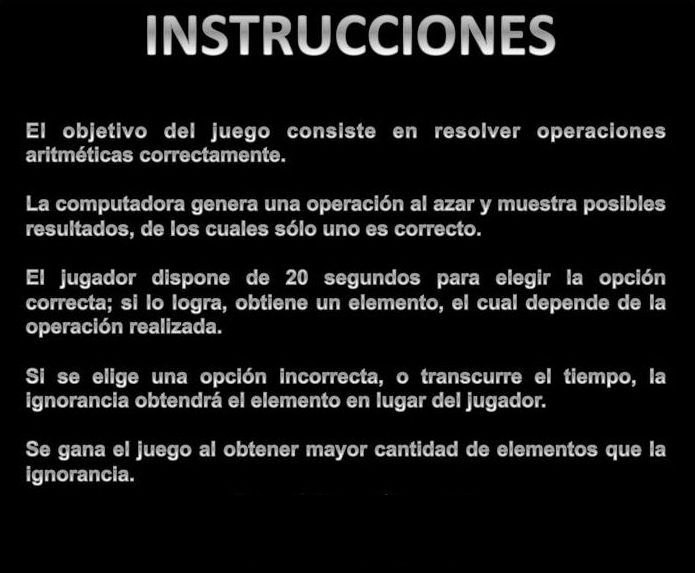 INSTRUCCIONES
El objetivo del juego consiste en resolver operaciones
aritméticas correctamente.
La computadora genera una operación al azar y muestra posibles
resultados, de los cuales sólo uno es correcto.
El jugador dispone de 20 segundos para elegir la opción
correcta; si lo logra, obtiene un elemento, el cual depende de la
operación realizada.
Si se elige una opción incorrecta, o transcurre el tiempo, la
ignorancia obtendrá el elemento en lugar del jugador.
Se gana el juego al obtener mayor cantidad de elementos que la
ignorancia.